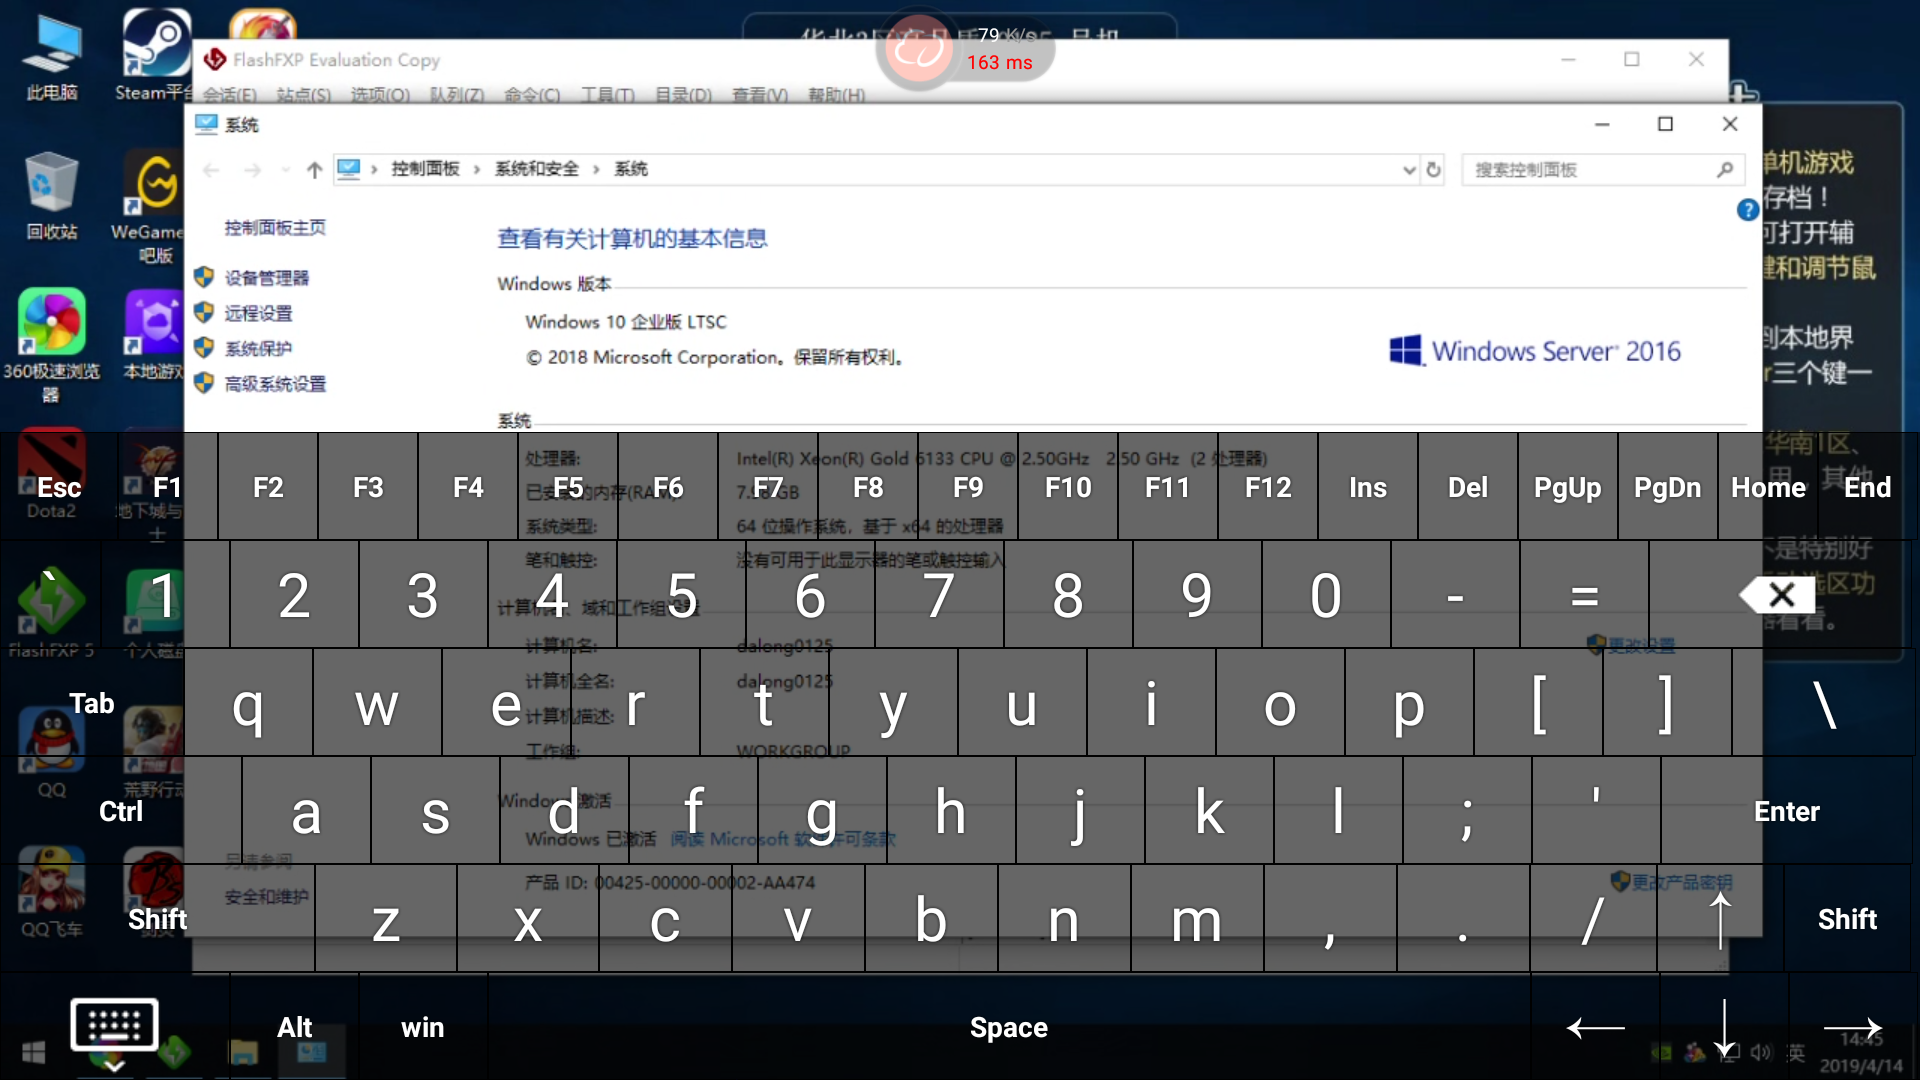 此电脑
Steam平台
回收站
WeGame
吧版
360极速浏览
器
本地游戏
Dota2
地下城与
士
FlashFXP 5
个人磁盘
QQ
荒野行动
QQ飞车
79 K/s
163 ms
FlashFXP Evaluation Copy
会话(E) 站点(S) 选项(O) 队列(Z) 命令(C) 工具(T) 目录(D) 查看(V) 帮助(H)
系统
控制面板 › 系统和安全 › 系统
搜索控制面板
控制面板主页
设备管理器
远程设置
系统保护
高级系统设置
另请参阅
安全和维护
查看有关计算机的基本信息
Windows 版本
Windows 10 企业版 LTSC
© 2018 Microsoft Corporation。保留所有权利。
Windows Server® 2016
系统
处理器: Intel(R) Xeon(R) Gold 6133 CPU @ 2.50GHz 2.50 GHz (2 处理器)
已安装的内存(RAM): GB
系统类型: 64 位操作系统，基于 x64 的处理器
笔和触控: 没有可用于此显示器的笔或触控输入
计算机名、域和工作组设置
计算机名: dalong0125
更改设置
计算机全名: dalong0125
计算机描述:
工作组: WORKGROUP
Windows 激活
Windows 已激活 阅读 Microsoft 软件许可条款
产品 ID: 00425-00000-00002-AA474
更改产品密钥
单机游戏
存档！
可打开辅
键和调节鼠
到本地界
r三个键一
华南1区、
用，其他
是特别好
选区功
看看。
Esc F1 F2 F3 F4 F5 F6 F7 F8 F9 F10 F11 F12 Ins Del PgUp PgDn Home End
` 1 2 3 4 5 6 7 8 9 0 - =
Tab q w e r t y u i o p [ ] \
Ctrl a s d f g h j k l ; ' Enter
Shift z x c v b n m , . / ↑ Shift
Alt win Space ← ↓ →
英
14:45
2019/4/14